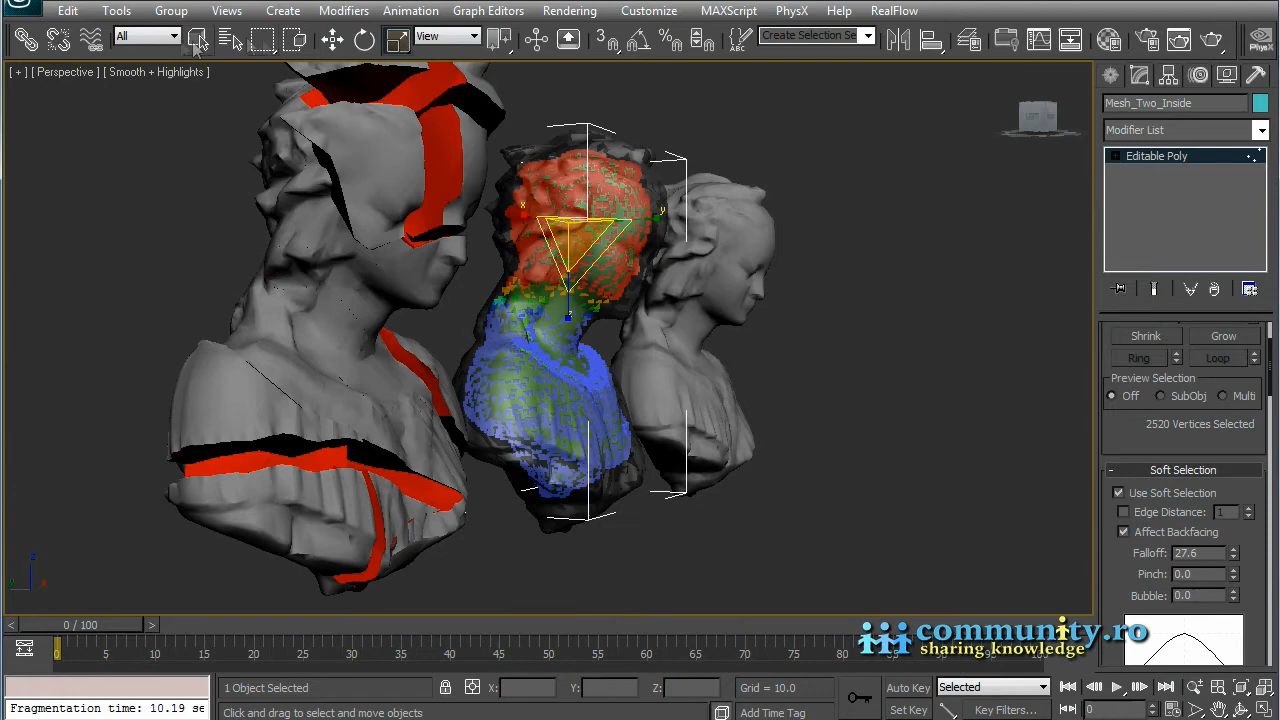 Edit Tools Group Views Create Modifiers Animation Graph Editors Rendering Customize MAXScript PhysX Help RealFlow
All
View
3
Create Selection Se
PhysX
[ + ] [ Perspective ] [ Smooth + Highlights ]
Mesh_Two_Inside
Modifier List
Editable Poly
x
y
z
Shrink Grow
Ring Loop
Preview Selection
Off SubObj Multi
2520 Vertices Selected
- Soft Selection
Use Soft Selection
Edge Distance: 1
Affect Backfacing
Falloff: 27.6
Pinch: 0.0
Bubble: 0.0
< 0 / 100 >
0 5 10 15 20 25 30 35 40 45 50 55 60 65 70 75 80
community.ro
sharing knowledge
1 Object Selected X: Y: Z: Grid = 10.0 Auto Key Selected
Fragmentation time: 10.19 se
Click and drag to select and move objects Add Time Tag Set Key Key Filters... 0